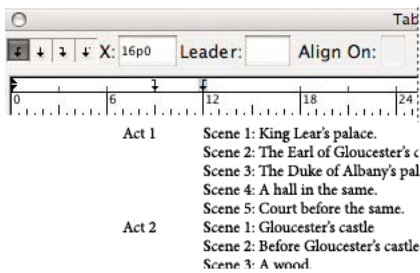 Tab
X: 16p0 Leader: Align On:
0 6 12 18 24
Act 1 Scene 1: King Lear's palace.
Scene 2: The Earl of Gloucester's c
Scene 3: The Duke of Albany's pal
Scene 4: A hall in the same.
Scene 5: Court before the same.
Act 2 Scene 1: Gloucester's castle
Scene 2: Before Gloucester's castle
Scene 3: A wood.